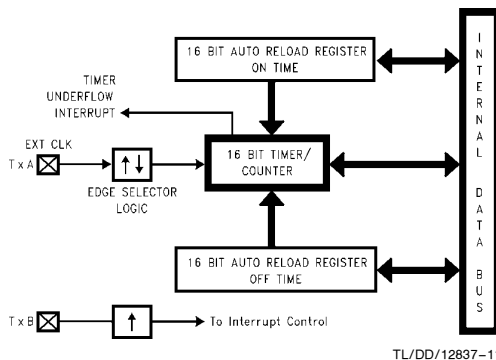 16 BIT AUTO RELOAD REGISTER
ON TIME
TIMER
UNDERFLOW
INTERRUPT
EXT CLK
TxA
↑↓
EDGE SELECTOR
LOGIC
16 BIT TIMER/
COUNTER
16 BIT AUTO RELOAD REGISTER
OFF TIME
TxB
↑
To Interrupt Control
INTERNAL DATA BUS
TL/DD/12837–1